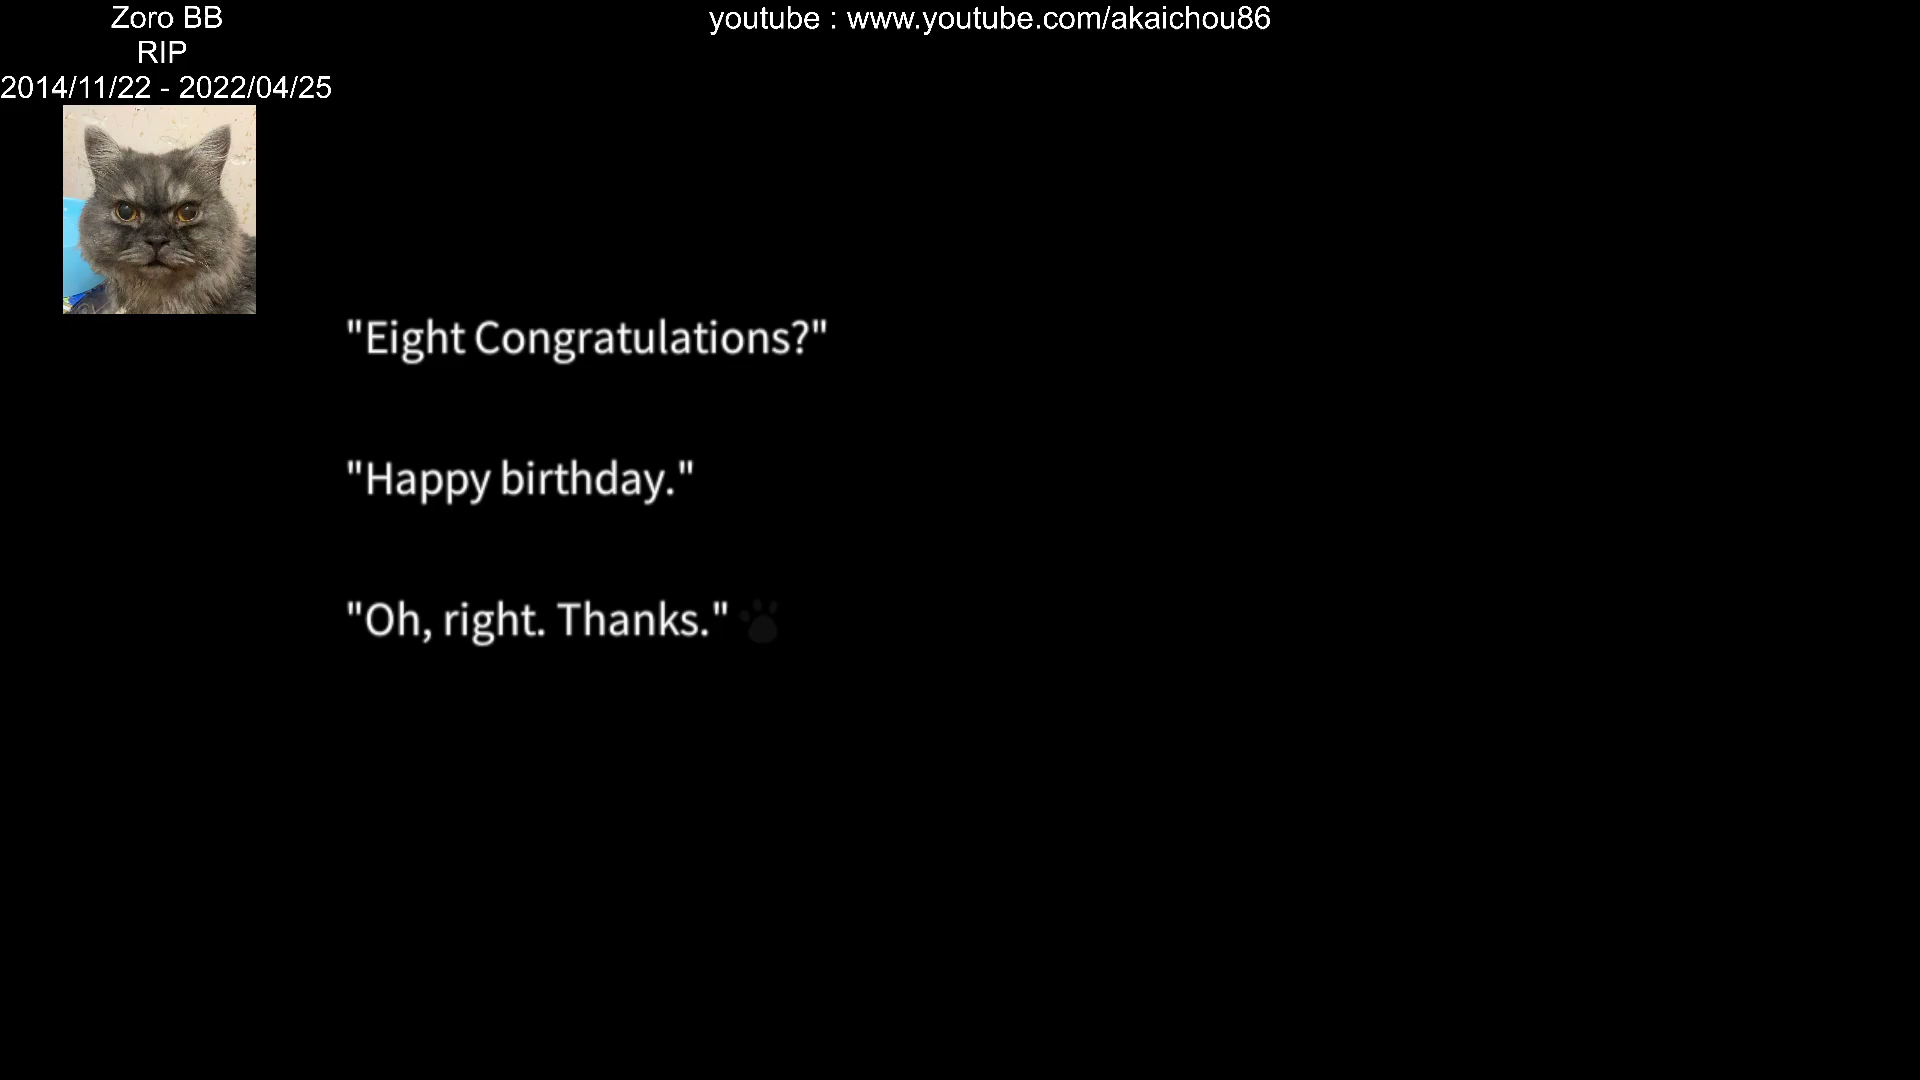 Zoro BB
RIP
2014/11/22 - 2022/04/25
youtube : www.youtube.com/akaichou86
"Eight Congratulations?"
"Happy birthday."
"Oh, right. Thanks."